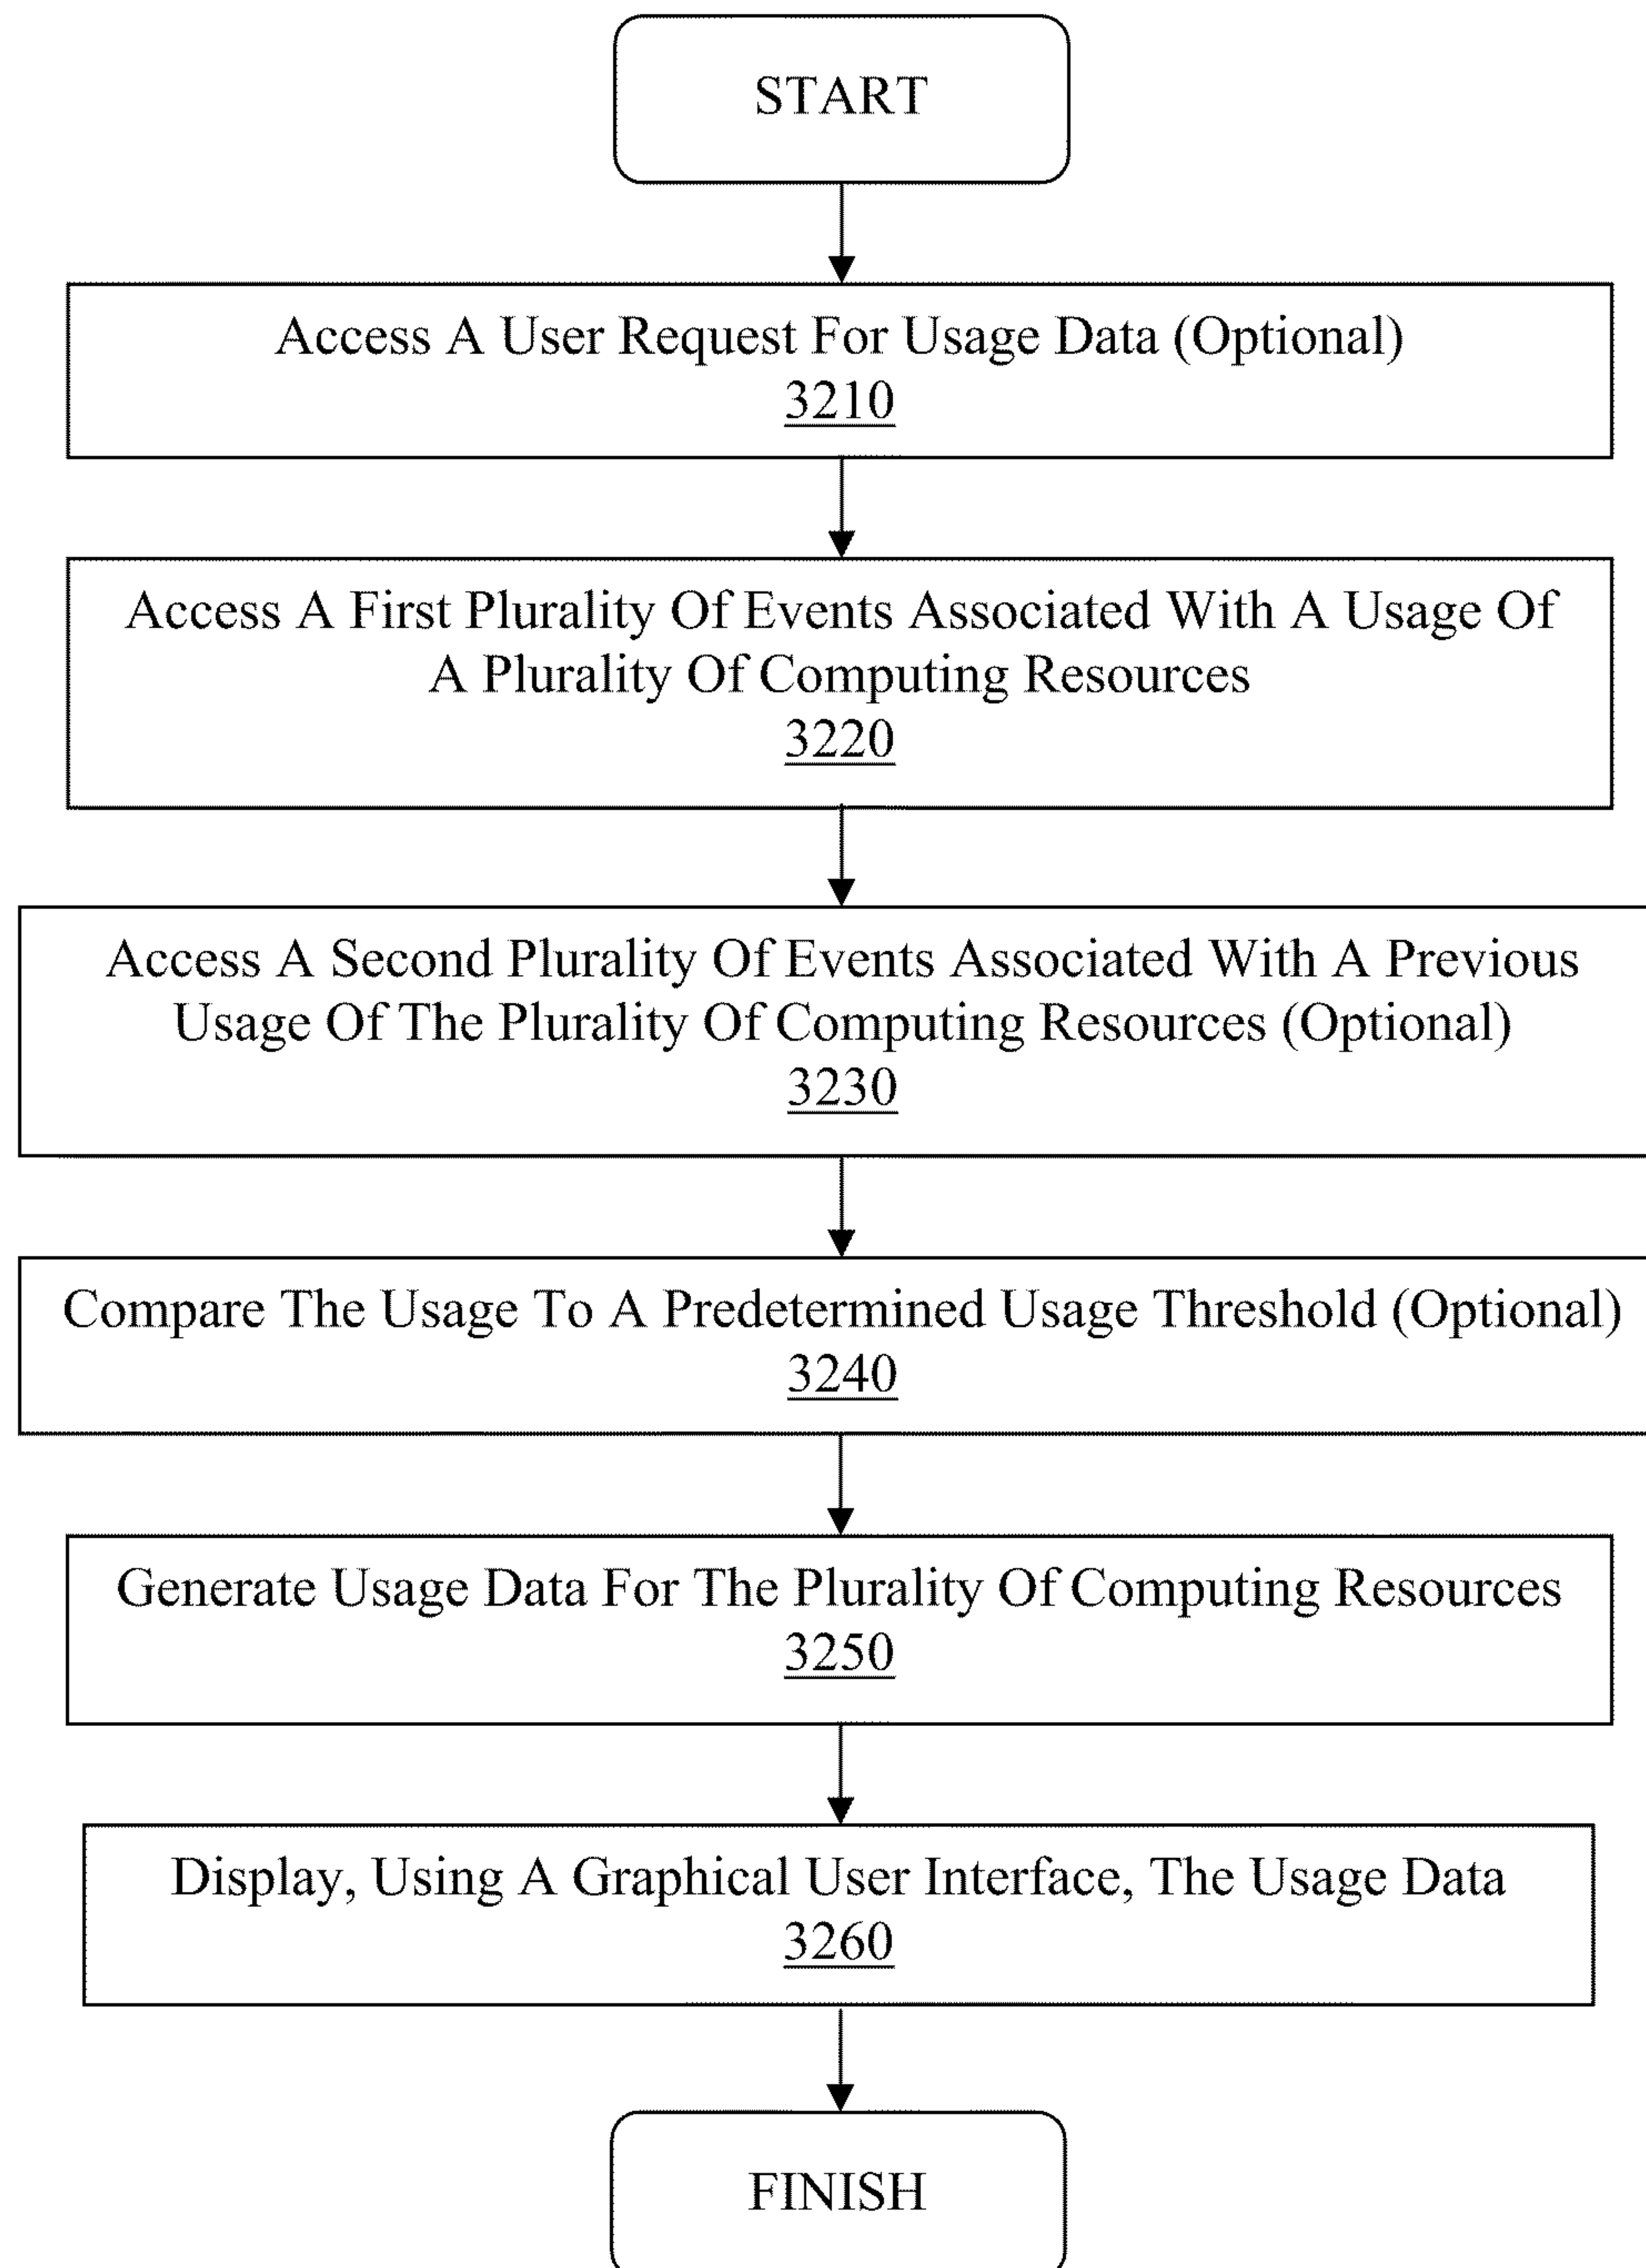 START
Access A User Request For Usage Data (Optional)
3210
Access A First Plurality Of Events Associated With A Usage Of
A Plurality Of Computing Resources
3220
Access A Second Plurality Of Events Associated With A Previous
Usage Of The Plurality Of Computing Resources (Optional)
3230
Compare The Usage To A Predetermined Usage Threshold (Optional)
3240
Generate Usage Data For The Plurality Of Computing Resources
3250
Display, Using A Graphical User Interface, The Usage Data
3260
FINISH